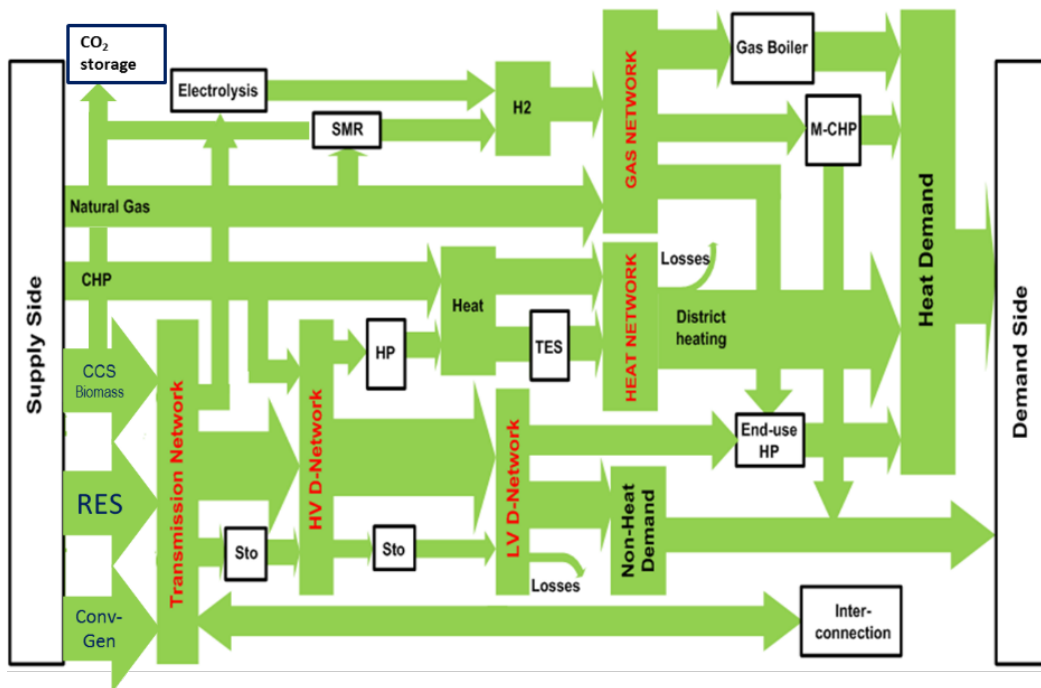 CO₂
storage
Supply Side
Electrolysis
SMR
H2
GAS NETWORK
Gas Boiler
M-CHP
Natural Gas
CHP
Heat
HP
TES
HEAT NETWORK
Losses
District
heating
Heat Demand
Demand Side
CCS
Biomass
RES
Conv-
Gen
Transmission Network
Sto
HV D-Network
Sto
LV D-Network
Losses
Non-Heat
Demand
End-use
HP
Inter-
connection